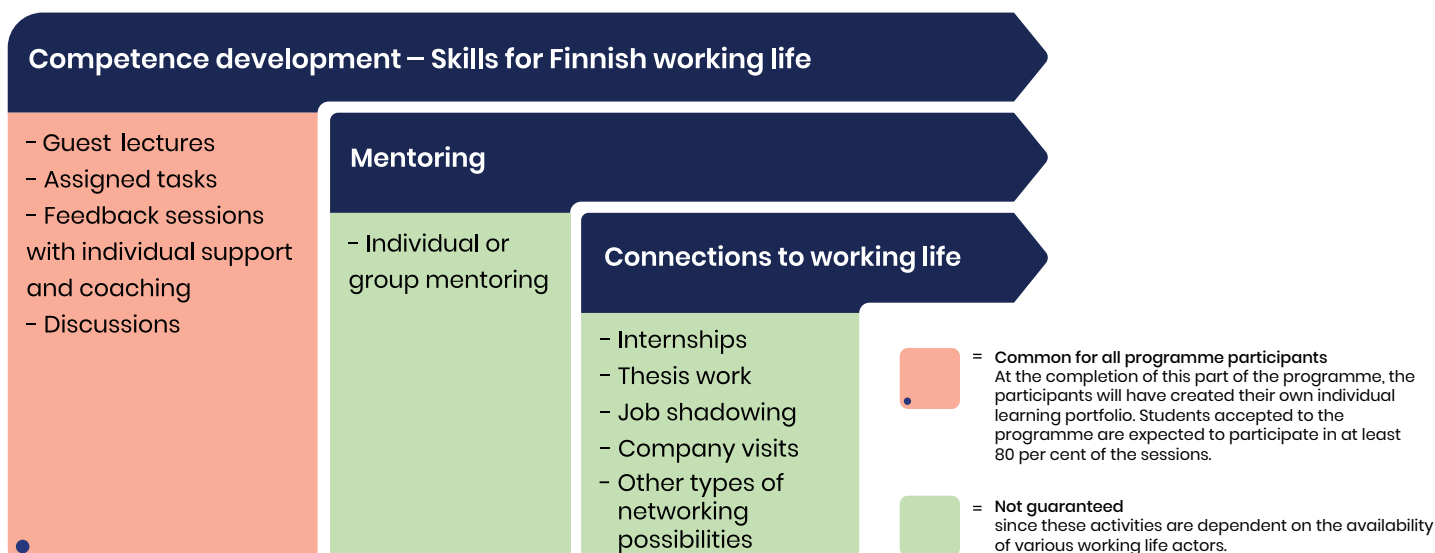 Competence development – Skills for Finnish working life
- Guest lectures
- Assigned tasks
- Feedback sessions
with individual support
and coaching
- Discussions
Mentoring
- Individual or
group mentoring
Connections to working life
- Internships
- Thesis work
- Job shadowing
- Company visits
- Other types of
networking
possibilities
= Common for all programme participants
At the completion of this part of the programme, the
participants will have created their own individual
learning portfolio. Students accepted to the
programme are expected to participate in at least
80 per cent of the sessions.
= Not guaranteed
since these activities are dependent on the availability
of various working life actors.